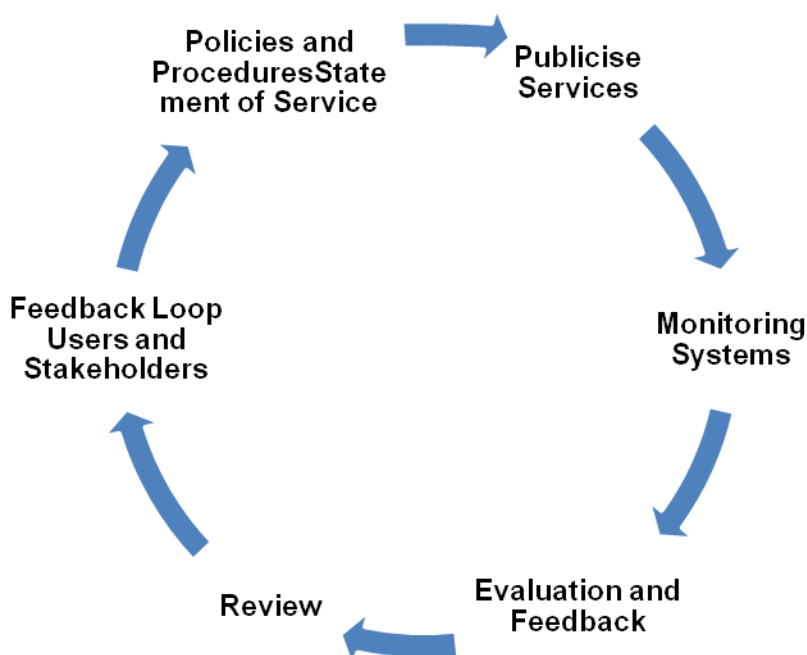 Policies and
ProceduresState
ment of Service
Publicise
Services
Monitoring
Systems
Evaluation and
Feedback
Review
Feedback Loop
Users and
Stakeholders